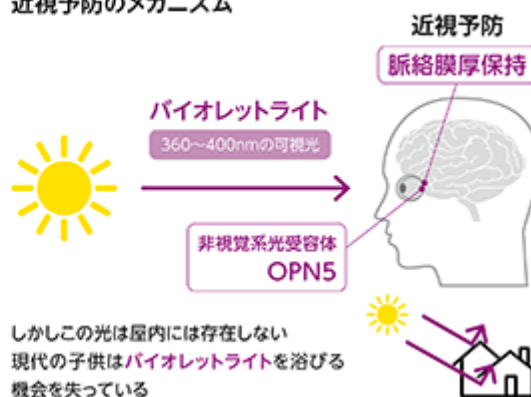 近視予防のメカニズム
近視予防
脈絡膜厚保持
バイオレットライト
360〜400nmの可視光
非視覚系光受容体
OPN5
しかしこの光は屋内には存在しない
現代の子供はバイオレットライトを浴びる
機会を失っている